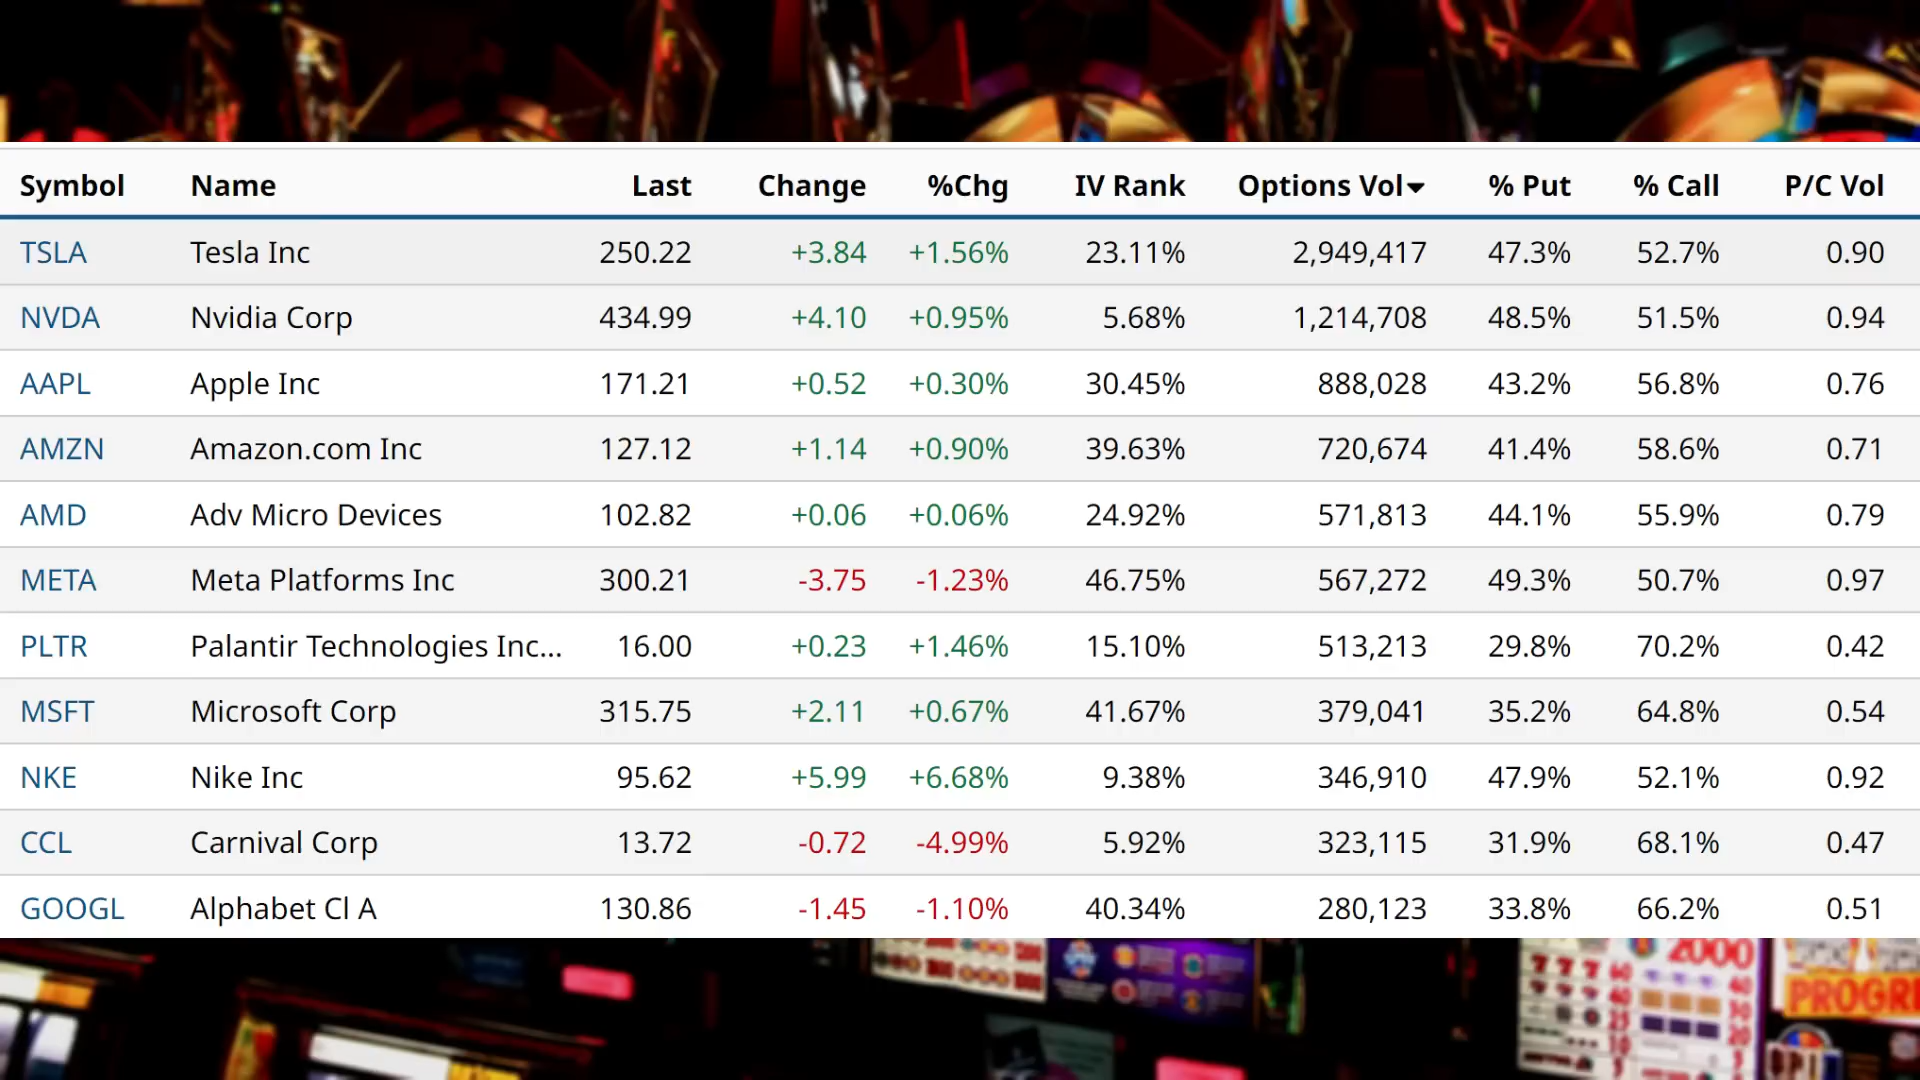 Symbol Name Last Change %Chg IV Rank Options Vol % Put % Call P/C Vol
TSLA Tesla Inc 250.22 +3.84 +1.56% 23.11% 2,949,417 47.3% 52.7% 0.90
NVDA Nvidia Corp 434.99 +4.10 +0.95% 5.68% 1,214,708 48.5% 51.5% 0.94
AAPL Apple Inc 171.21 +0.52 +0.30% 30.45% 888,028 43.2% 56.8% 0.76
AMZN Amazon.com Inc 127.12 +1.14 +0.90% 39.63% 720,674 41.4% 58.6% 0.71
AMD Adv Micro Devices 102.82 +0.06 +0.06% 24.92% 571,813 44.1% 55.9% 0.79
META Meta Platforms Inc 300.21 -3.75 -1.23% 46.75% 567,272 49.3% 50.7% 0.97
PLTR Palantir Technologies Inc... 16.00 +0.23 +1.46% 15.10% 513,213 29.8% 70.2% 0.42
MSFT Microsoft Corp 315.75 +2.11 +0.67% 41.67% 379,041 35.2% 64.8% 0.54
NKE Nike Inc 95.62 +5.99 +6.68% 9.38% 346,910 47.9% 52.1% 0.92
CCL Carnival Corp 13.72 -0.72 -4.99% 5.92% 323,115 31.9% 68.1% 0.47
GOOGL Alphabet Cl A 130.86 -1.45 -1.10% 40.34% 280,123 33.8% 66.2% 0.51
2000
PROGR